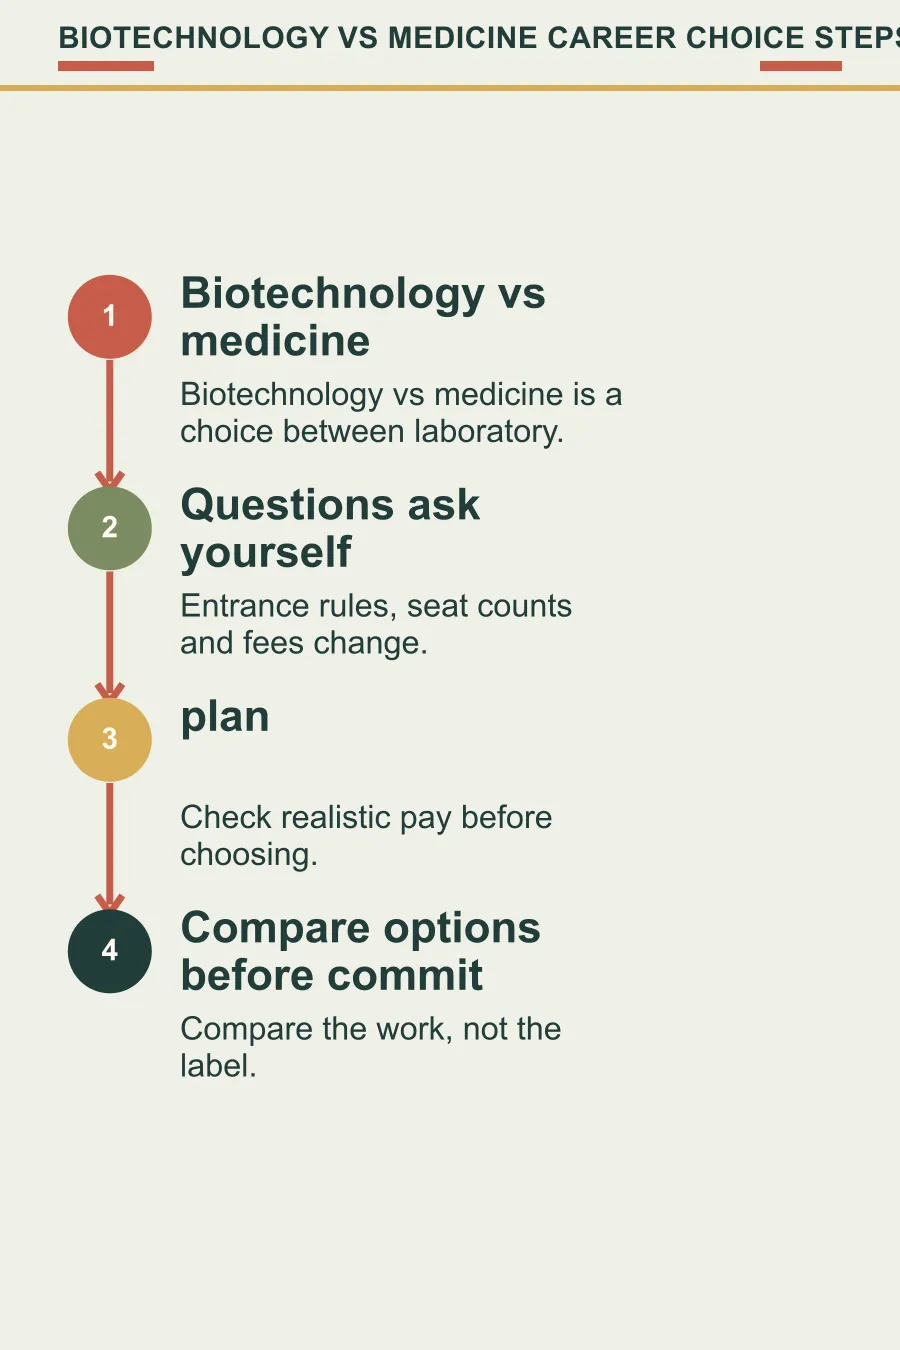 BIOTECHNOLOGY VS MEDICINE CAREER CHOICE STEPS
1
Biotechnology vs
medicine
Biotechnology vs medicine is a
choice between laboratory.
2
Questions ask
yourself
Entrance rules, seat counts
and fees change.
3
plan
Check realistic pay before
choosing.
4
Compare options
before commit
Compare the work, not the
label.